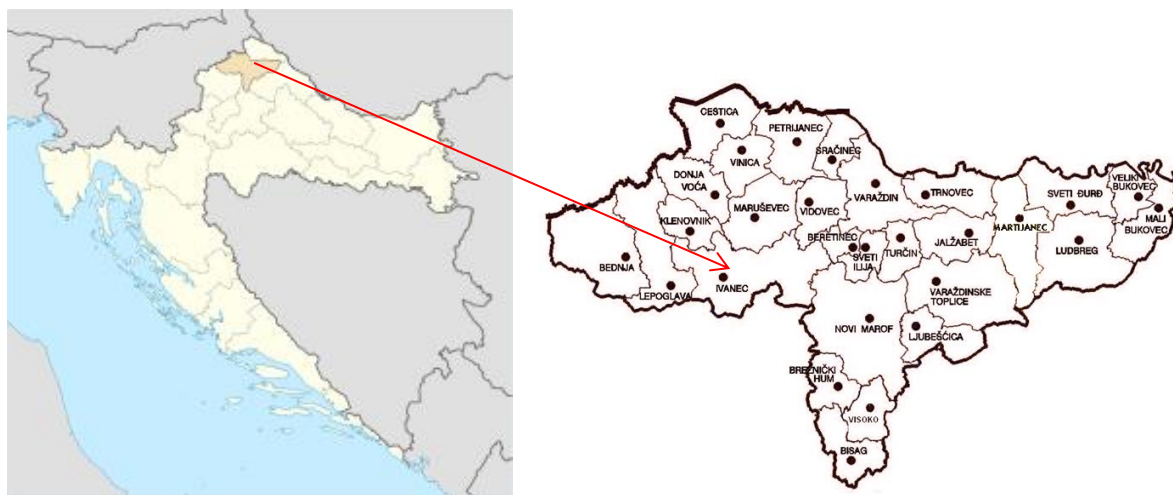 CESTICA
PETRIJANEC
SRAČINEC
VINICA
DONJA
VOĆA
MARUŠEVEC
VIDOVEC
VARAŽDIN
TRNOVEC
SVETI ĐURĐ
VELIKI
BUKOVEC
MALI
BUKOVEC
KLENOVNIK
MARTIJANEC
BERETINEC
SVETI
ILIJA
TURČIN
JALŽABET
LUDBREG
BEDNJA
LEPOGLAVA
IVANEC
VARAŽDINSKE
TOPLICE
NOVI MAROF
LJUBEŠĆICA
BREZNIČKI
HUM
VISOKO
BISAG